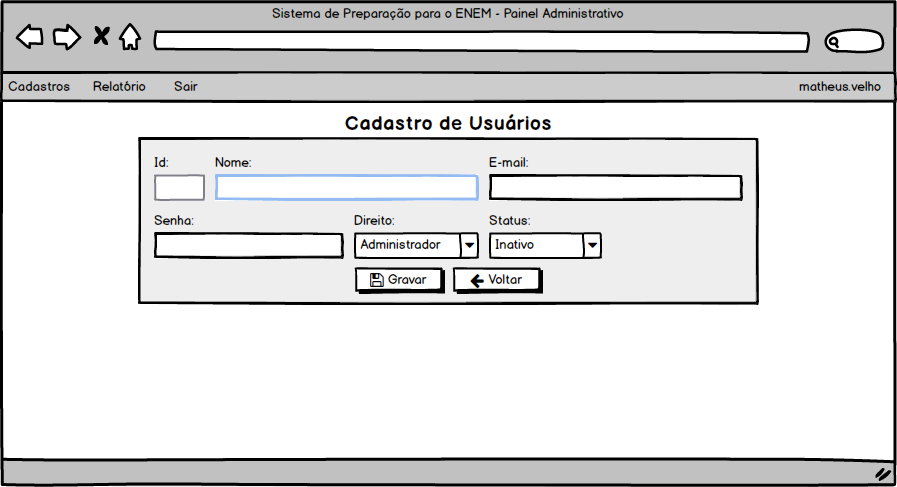 Sistema de Preparação para o ENEM - Painel Administrativo
Cadastros Relatório Sair matheus.velho
Cadastro de Usuários
Id: Nome: E-mail:
Senha: Direito: Status:
Administrador Inativo
Gravar Voltar